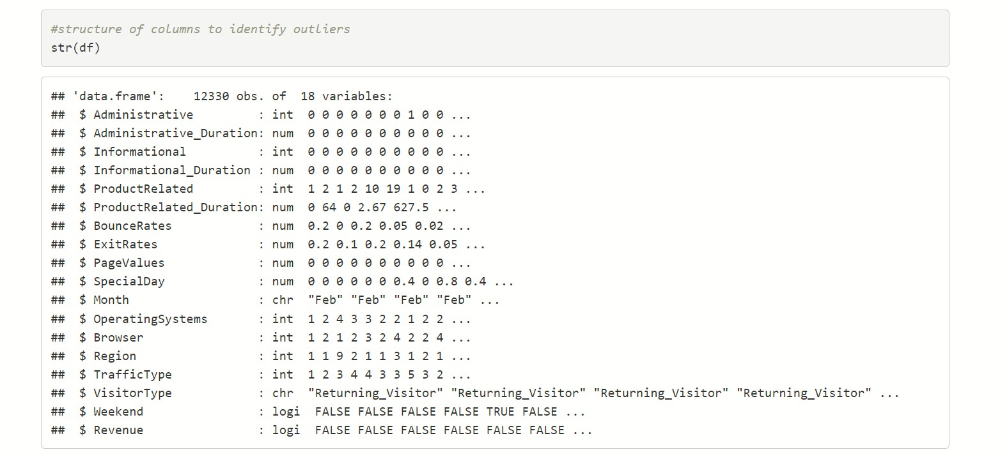 #structure of columns to identify outliers
str(df)
## 'data.frame':    12330 obs. of  18 variables:
##  $ Administrative         : int  0 0 0 0 0 0 0 1 0 0 ...
##  $ Administrative_Duration: num  0 0 0 0 0 0 0 0 0 0 ...
##  $ Informational          : int  0 0 0 0 0 0 0 0 0 0 ...
##  $ Informational_Duration : num  0 0 0 0 0 0 0 0 0 0 ...
##  $ ProductRelated         : int  1 2 1 2 10 19 1 0 2 3 ...
##  $ ProductRelated_Duration: num  0 64 0 2.67 627.5 ...
##  $ BounceRates            : num  0.2 0 0.2 0.05 0.02 ...
##  $ ExitRates              : num  0.2 0.1 0.2 0.14 0.05 ...
##  $ PageValues             : num  0 0 0 0 0 0 0 0 0 0 ...
##  $ SpecialDay             : num  0 0 0 0 0 0 0.4 0 0.8 0.4 ...
##  $ Month                  : chr  "Feb" "Feb" "Feb" "Feb" ...
##  $ OperatingSystems       : int  1 2 4 3 3 2 2 1 2 2 ...
##  $ Browser                : int  1 2 1 2 3 2 4 2 2 4 ...
##  $ Region                 : int  1 1 9 2 1 1 3 1 2 1 ...
##  $ TrafficType            : int  1 2 3 4 4 3 3 5 3 2 ...
##  $ VisitorType            : chr  "Returning_Visitor" "Returning_Visitor" "Returning_Visitor" "Returning_Visitor" ...
##  $ Weekend                : logi  FALSE FALSE FALSE FALSE TRUE FALSE ...
##  $ Revenue                : logi  FALSE FALSE FALSE FALSE FALSE FALSE ...